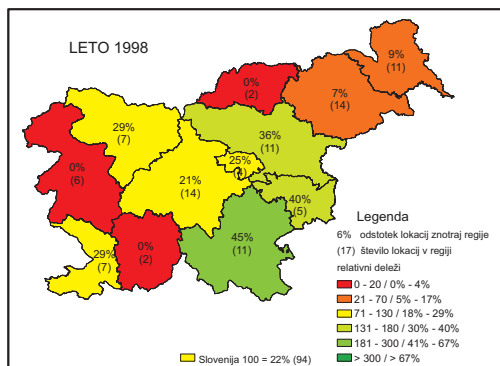 LETO 1998
9%
(11)
0%
(2)
7%
(14)
29%
(7)
36%
(11)
25%
(4)
0%
(6)
21%
(14)
40%
(5)
45%
(11)
0%
(2)
29%
(7)
Legenda
6% odstotek lokacij znotraj regije
(17) število lokacij v regiji
relativni deleži
0 - 20 / 0% - 4%
21 - 70 / 5% - 17%
71 - 130 / 18% - 29%
131 - 180 / 30% - 40%
181 - 300 / 41% - 67%
> 300 / > 67%
Slovenija 100 = 22% (94)